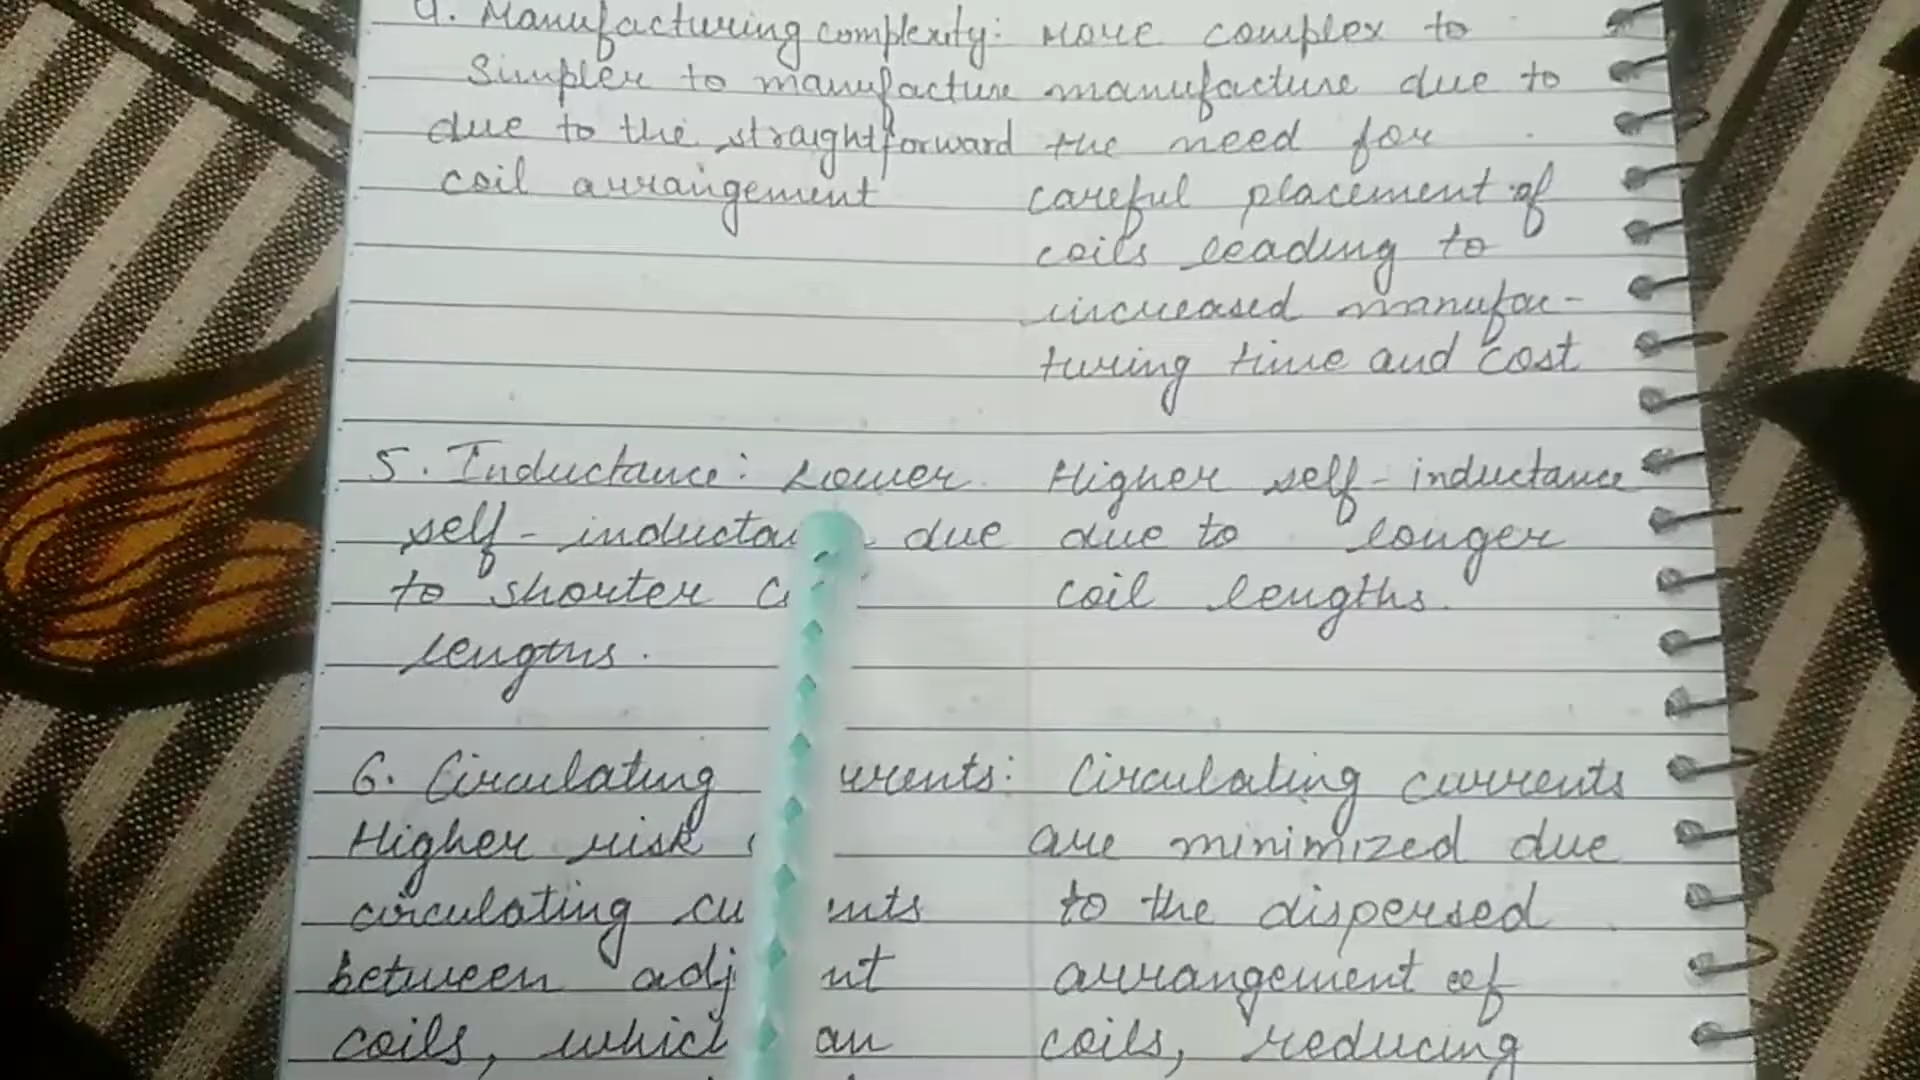 4. Manufacturing complexity:
Simpler to manufacture
due to the straightforward
coil arrangement
More complex to
manufacture due to
the need for
careful placement of
coils leading to
increased manufac-
turing time and cost
5. Inductance: Lower
self-inductan due
to shorter
lengths.
Higher self-inductance
due to longer
coil lengths.
6. Circulating urrents:
Higher risk
circulating cu ents
between adj nt
coils, which an
Circulating currents
are minimized due
to the dispersed
arrangement of
coils, reducing